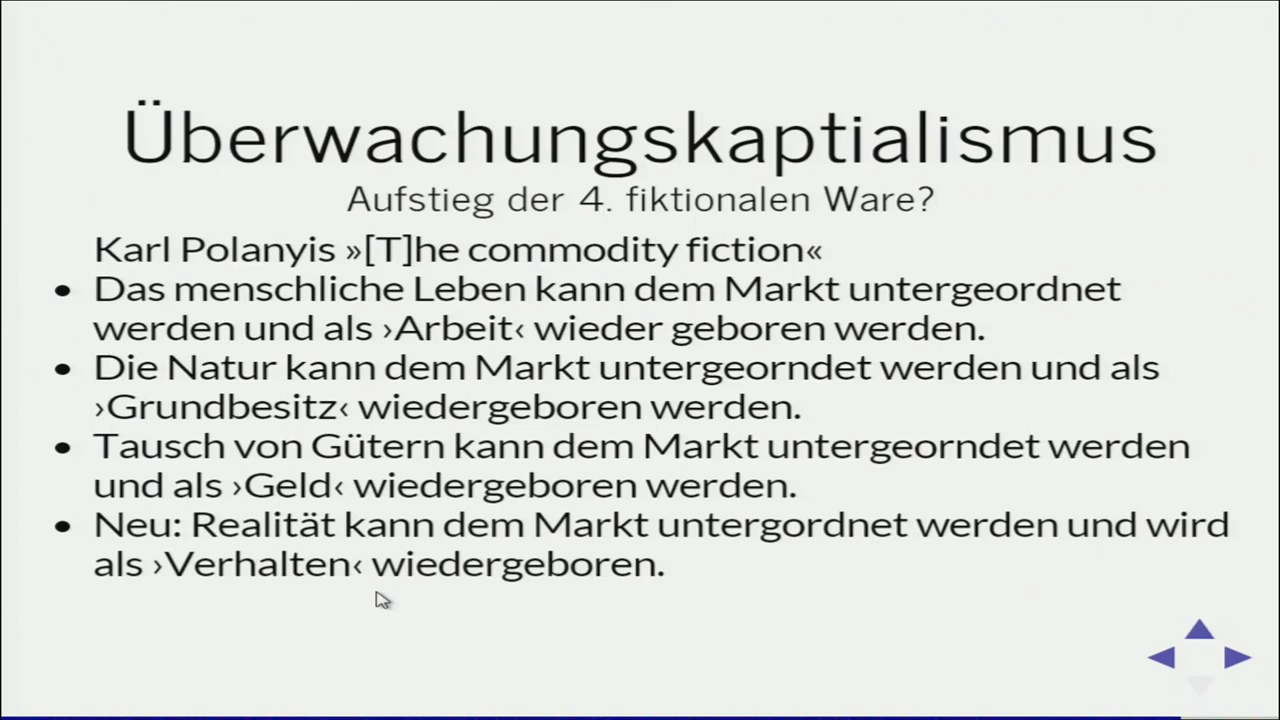 Überwachungskaptialismus
Aufstieg der 4. fiktionalen Ware?
Karl Polanyis »[T]he commodity fiction«
• Das menschliche Leben kann dem Markt untergeordnet
werden und als ›Arbeit‹ wieder geboren werden.
• Die Natur kann dem Markt untergeorndet werden und als
›Grundbesitz‹ wiedergeboren werden.
• Tausch von Gütern kann dem Markt untergeorndet werden
und als ›Geld‹ wiedergeboren werden.
• Neu: Realität kann dem Markt untergordnet werden und wird
als ›Verhalten‹ wiedergeboren.